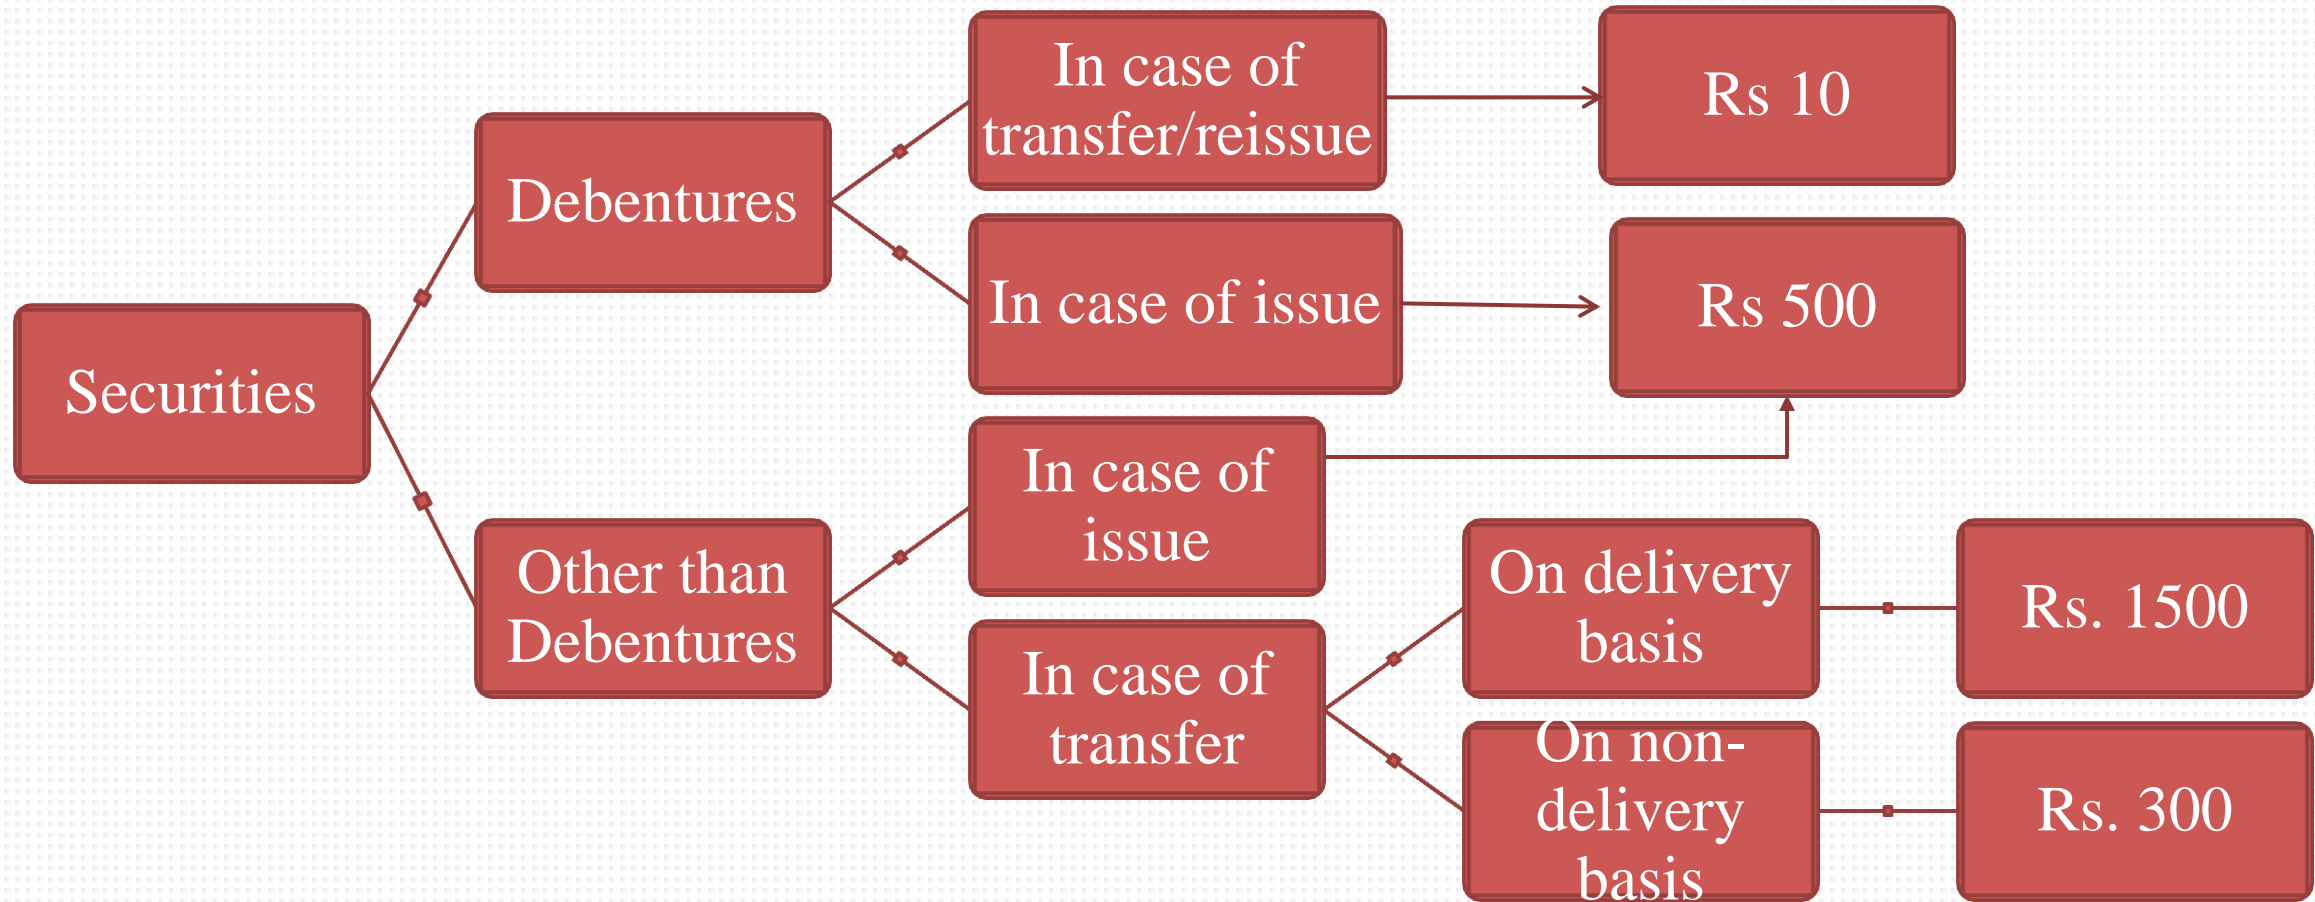 Securities
Debentures
In case of
transfer/reissue
Rs 10
In case of issue
Rs 500
Other than
Debentures
In case of
issue
In case of
transfer
On delivery
basis
Rs. 1500
On non-
delivery
basis
Rs. 300